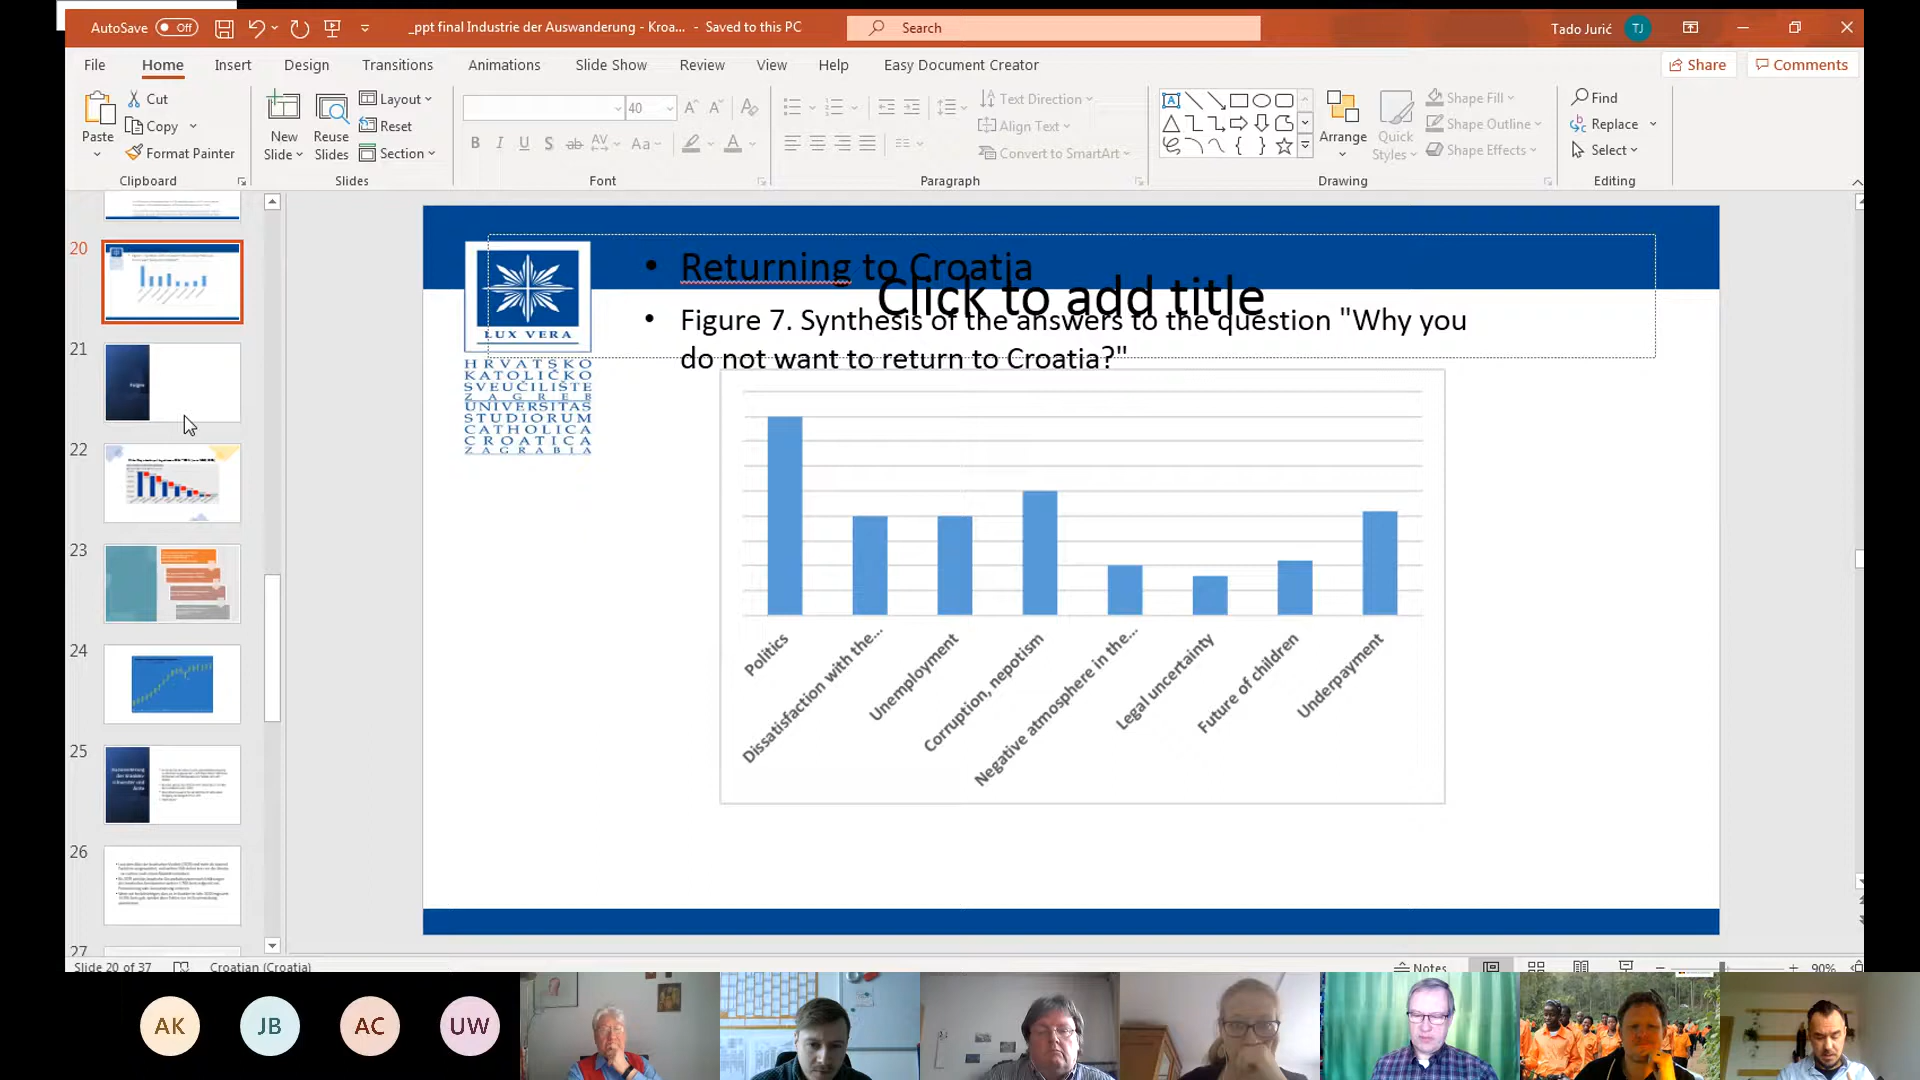 AutoSave Off
_ppt final Industrie der Auswanderung - Kroa... - Saved to this PC
Search
Tado Jurić TJ
File Home Insert Design Transitions Animations Slide Show Review View Help Easy Document Creator
Share Comments
Paste
Cut
Copy
Format Painter
Clipboard
New
Slide
Reuse
Slides
Layout
Reset
Section
Slides
40
Font
Text Direction
Align Text
Convert to SmartArt
Paragraph
Arrange
Quick
Styles
Shape Fill
Shape Outline
Shape Effects
Drawing
Find
Replace
Select
Editing
20
21
22
23
24
25
26
27
LUX VERA
HRVATSKO
KATOLIČKO
SVEUČILIŠTE
ZAGREB
UNIVERSITAS
STUDIORUM
CATHOLICA
CROATICA
ZAGRABIA
• Returning to Croatia
Click to add title
• Figure 7. Synthesis of the answers to the question "Why you
do not want to return to Croatia?"
Politics
Dissatisfaction with the...
Unemployment
Corruption, nepotism
Negative atmosphere in the...
Legal uncertainty
Future of children
Underpayment
Slide 20 of 37
Croatian (Croatia)
Notes
90%
AK
JB
AC
UW